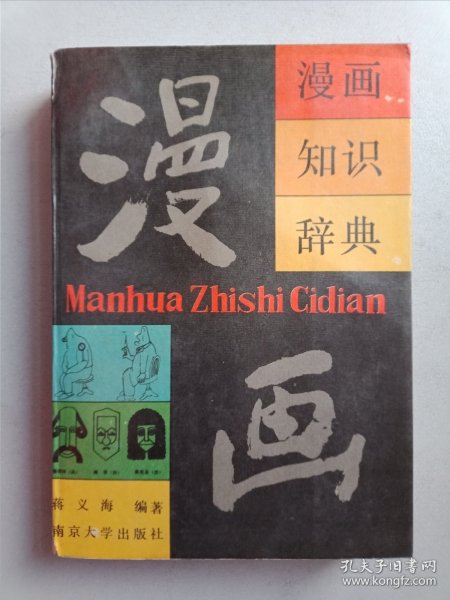 漫画
知识
辞典
漫
Manhua Zhishi Cidian
画
蒋义海 编著
南京大学出版社
孔夫子旧书网
www.kongfz.com